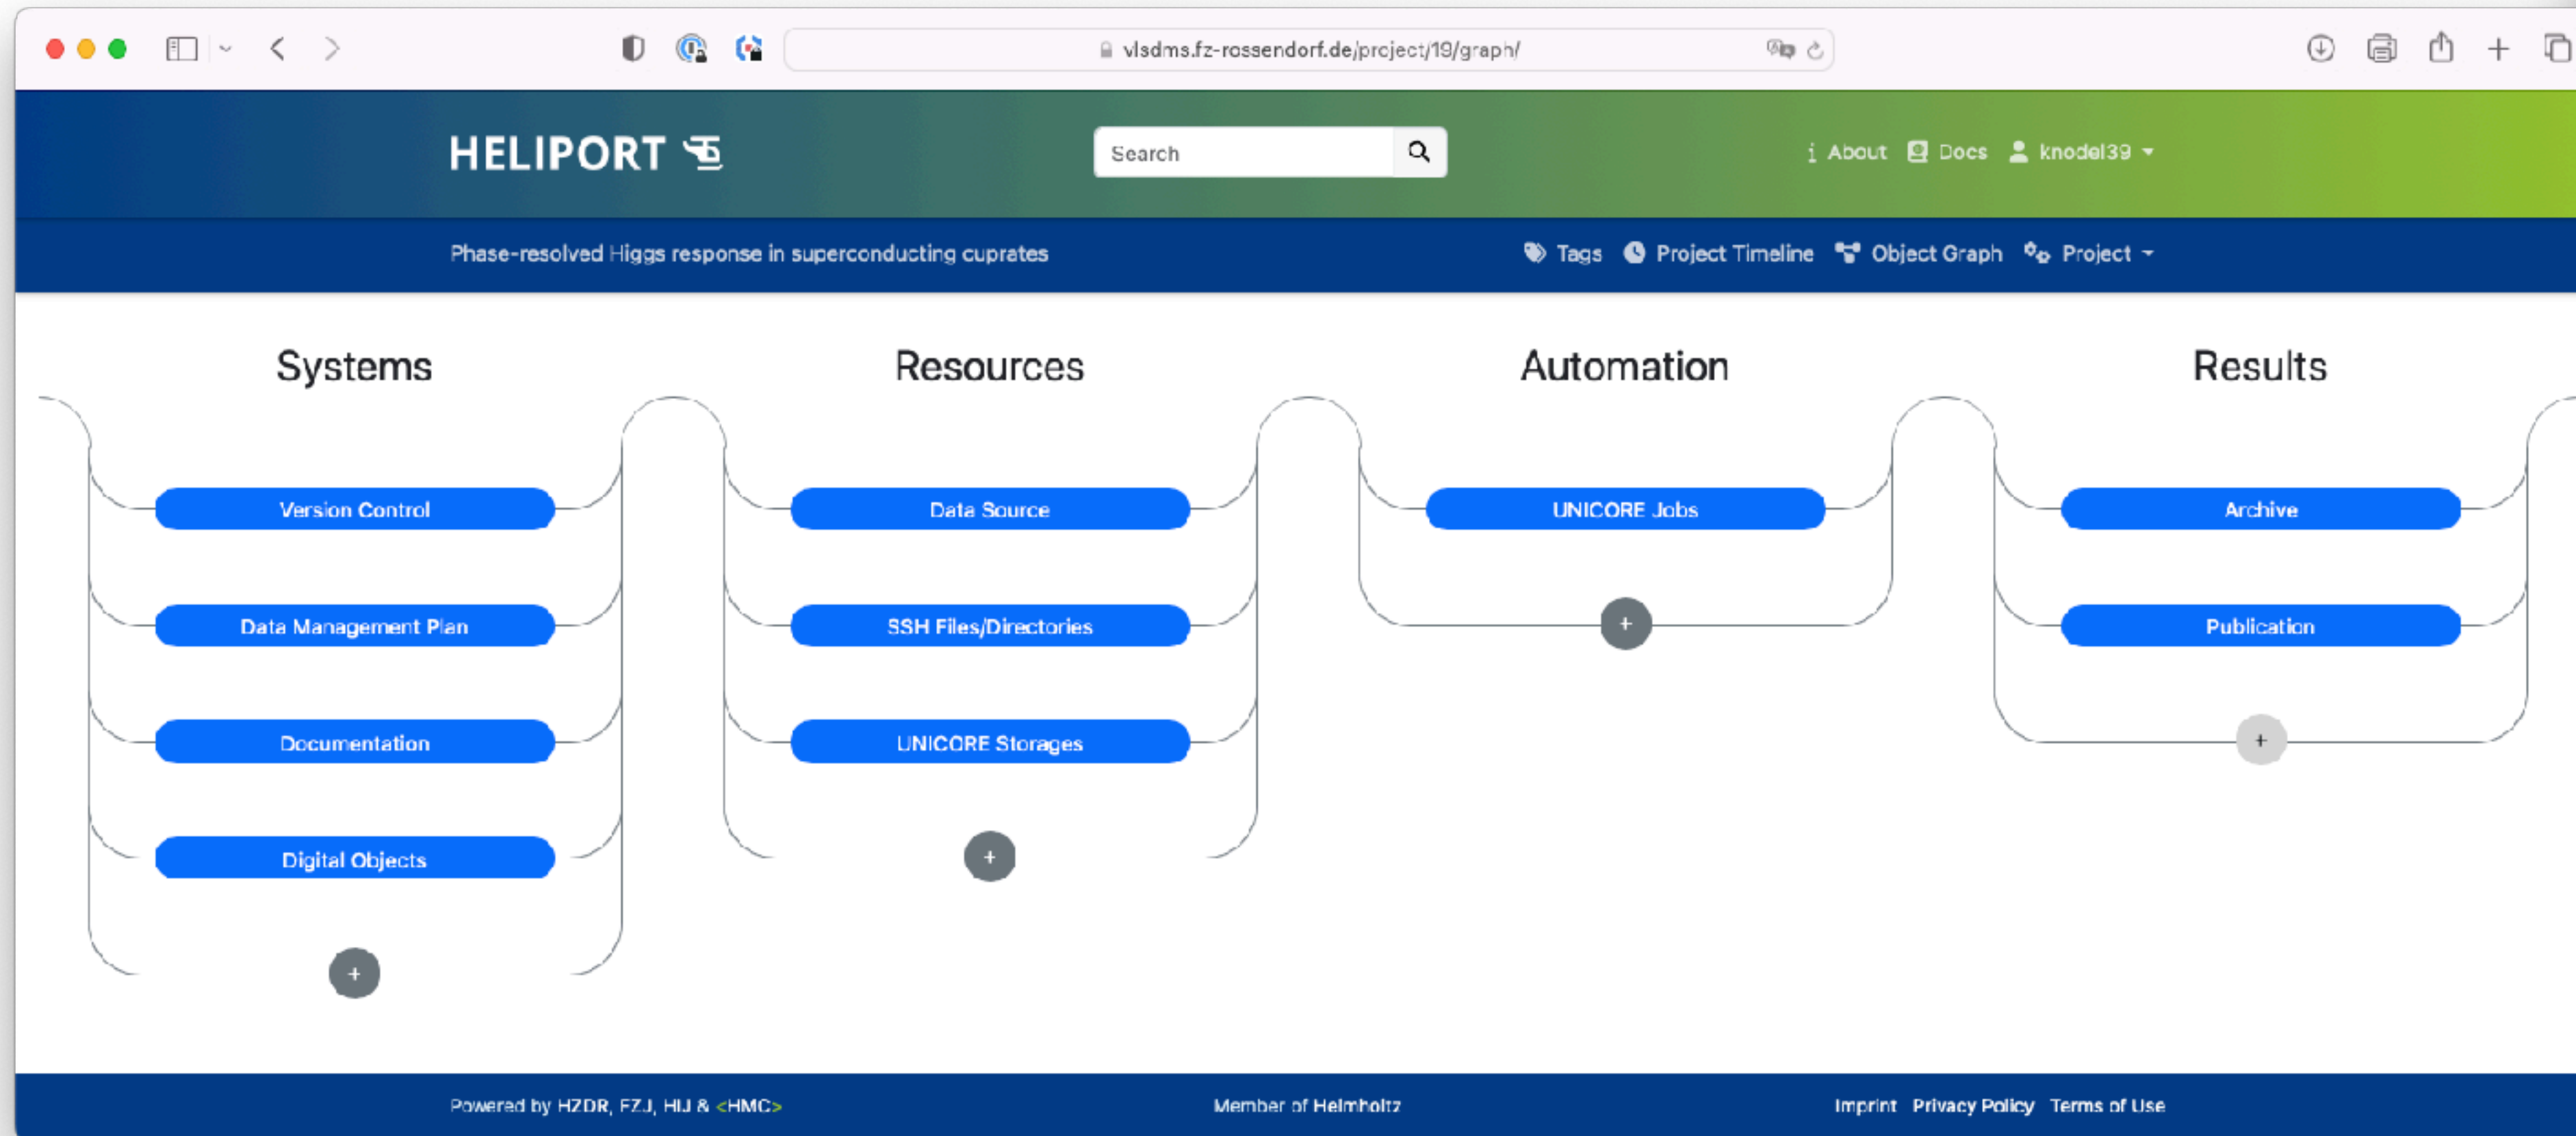 vlsdms.fz-rossendorf.de/project/19/graph/
HELIPORT
Search
About Docs knodel39
Phase-resolved Higgs response in superconducting cuprates
Tags Project Timeline Object Graph Project
Systems Resources Automation Results
Version Control Data Source UNICORE Jobs Archive
Data Management Plan SSH Files/Directories + Publication
Documentation UNICORE Storages +
Digital Objects +
+
Powered by HZDR, FZJ, HIJ & <HMC> Member of Helmholtz Imprint Privacy Policy Terms of Use